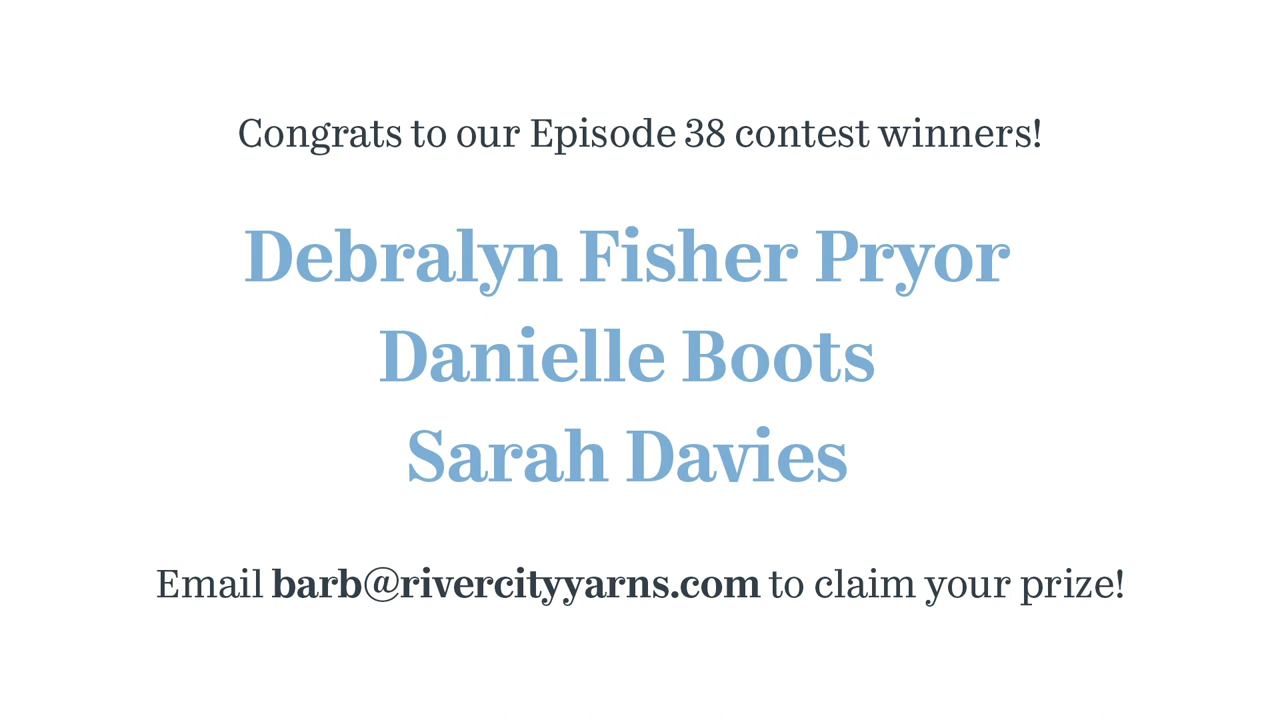 Congrats to our Episode 38 contest winners!
Debralyn Fisher Pryor
Danielle Boots
Sarah Davies
Email barb@rivercityyarns.com to claim your prize!